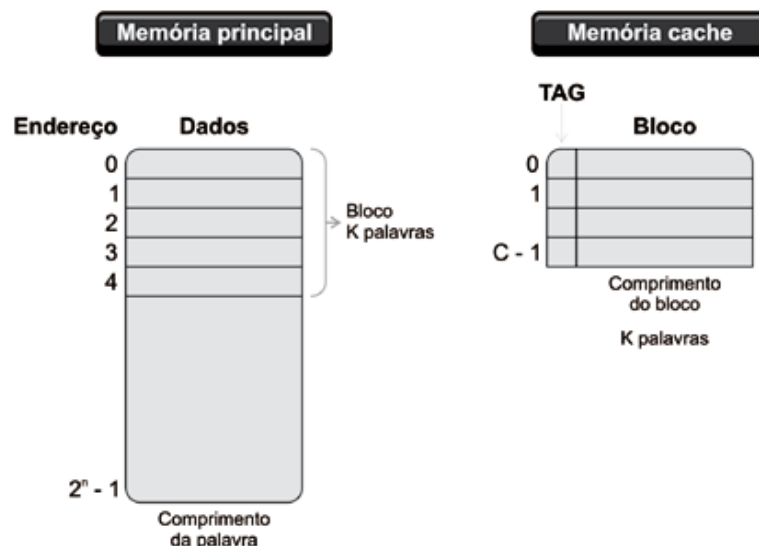 Memória principal
Endereço Dados
0
1
2
3
4
2ⁿ - 1
Bloco
K palavras
Comprimento
da palavra
Memória cache
TAG
Bloco
0
1
C - 1
Comprimento
do bloco
K palavras